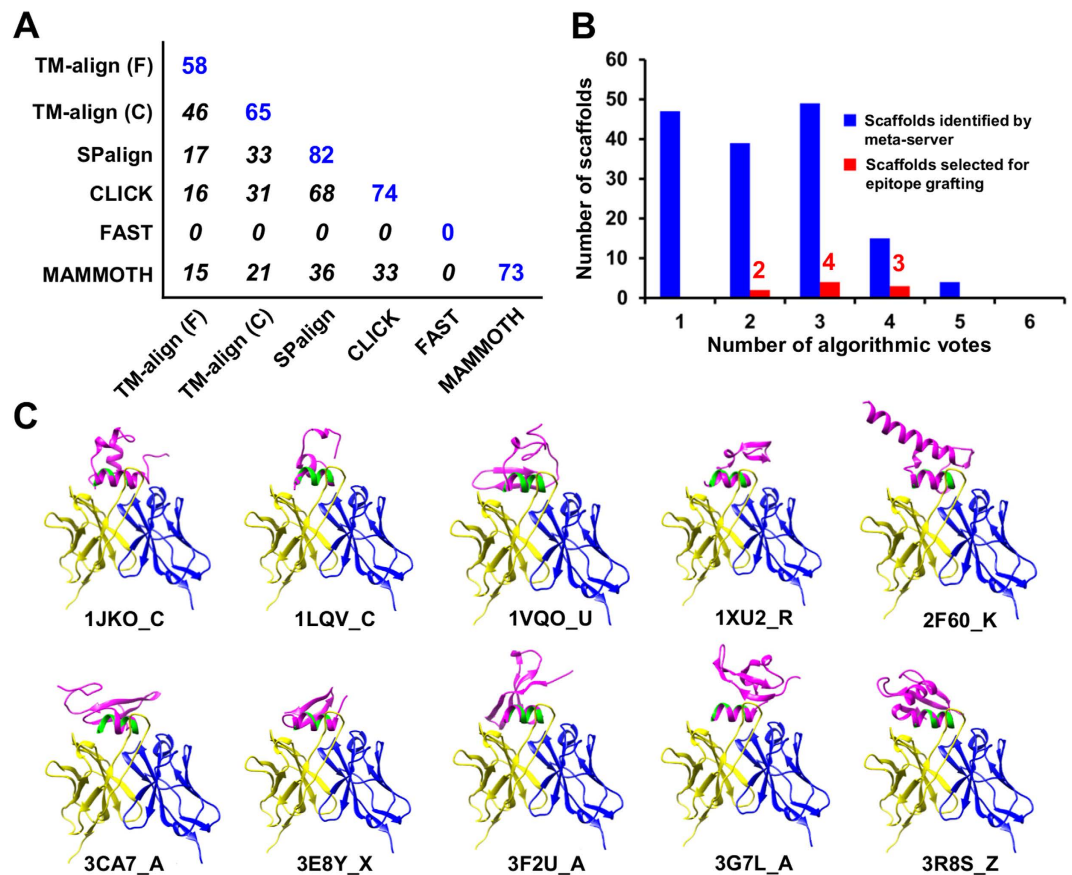 A
TM-align (F) 58
TM-align (C) 46 65
SPalign 17 33 82
CLICK 16 31 68 74
FAST 0 0 0 0 0
MAMMOTH 15 21 36 33 0 73
TM-align (F) TM-align (C) SPalign CLICK FAST MAMMOTH
B
Number of scaffolds
60
50
40
30
20
10
0
Scaffolds identified by
meta-server
Scaffolds selected for
epitope grafting
2 4 3
1 2 3 4 5 6
Number of algorithmic votes
C
1JKO_C 1LQV_C 1VQO_U 1XU2_R 2F60_K
3CA7_A 3E8Y_X 3F2U_A 3G7L_A 3R8S_Z